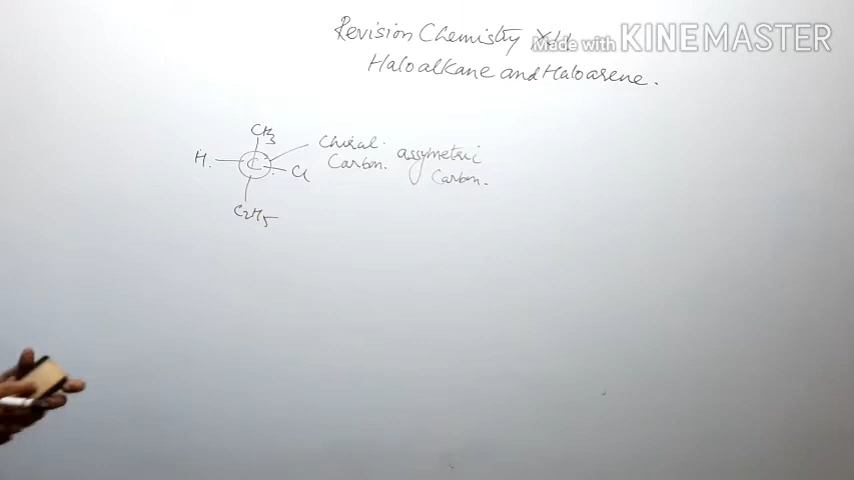 Revision Chemistry XII
Made with KINEMASTER
Haloalkane and Haloarene.
CH3
H. C Cl
C2H5
Chiral.
Carbon.
assymetric
Carbon.